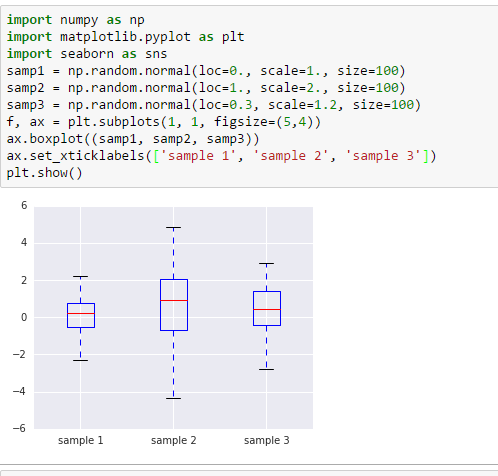 import numpy as np
import matplotlib.pyplot as plt
import seaborn as sns
samp1 = np.random.normal(loc=0., scale=1., size=100)
samp2 = np.random.normal(loc=1., scale=2., size=100)
samp3 = np.random.normal(loc=0.3, scale=1.2, size=100)
f, ax = plt.subplots(1, 1, figsize=(5,4))
ax.boxplot((samp1, samp2, samp3))
ax.set_xticklabels(['sample 1', 'sample 2', 'sample 3'])
plt.show()
6
4
2
0
−2
−4
−6
sample 1 sample 2 sample 3